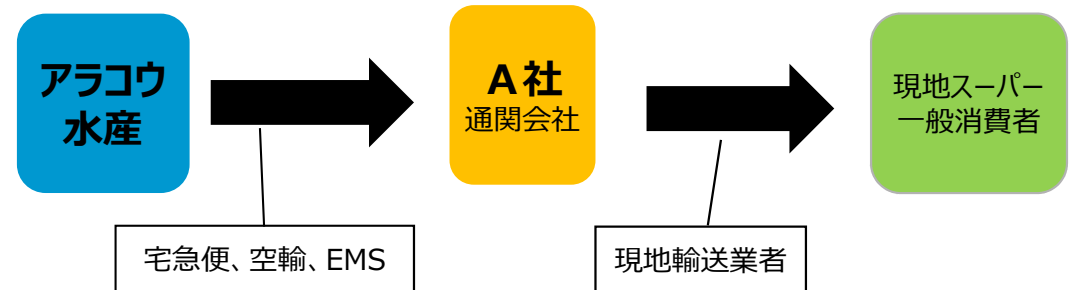 アラコウ
水産
A社
通関会社
現地スーパー
一般消費者
宅急便、空輸、EMS
現地輸送業者